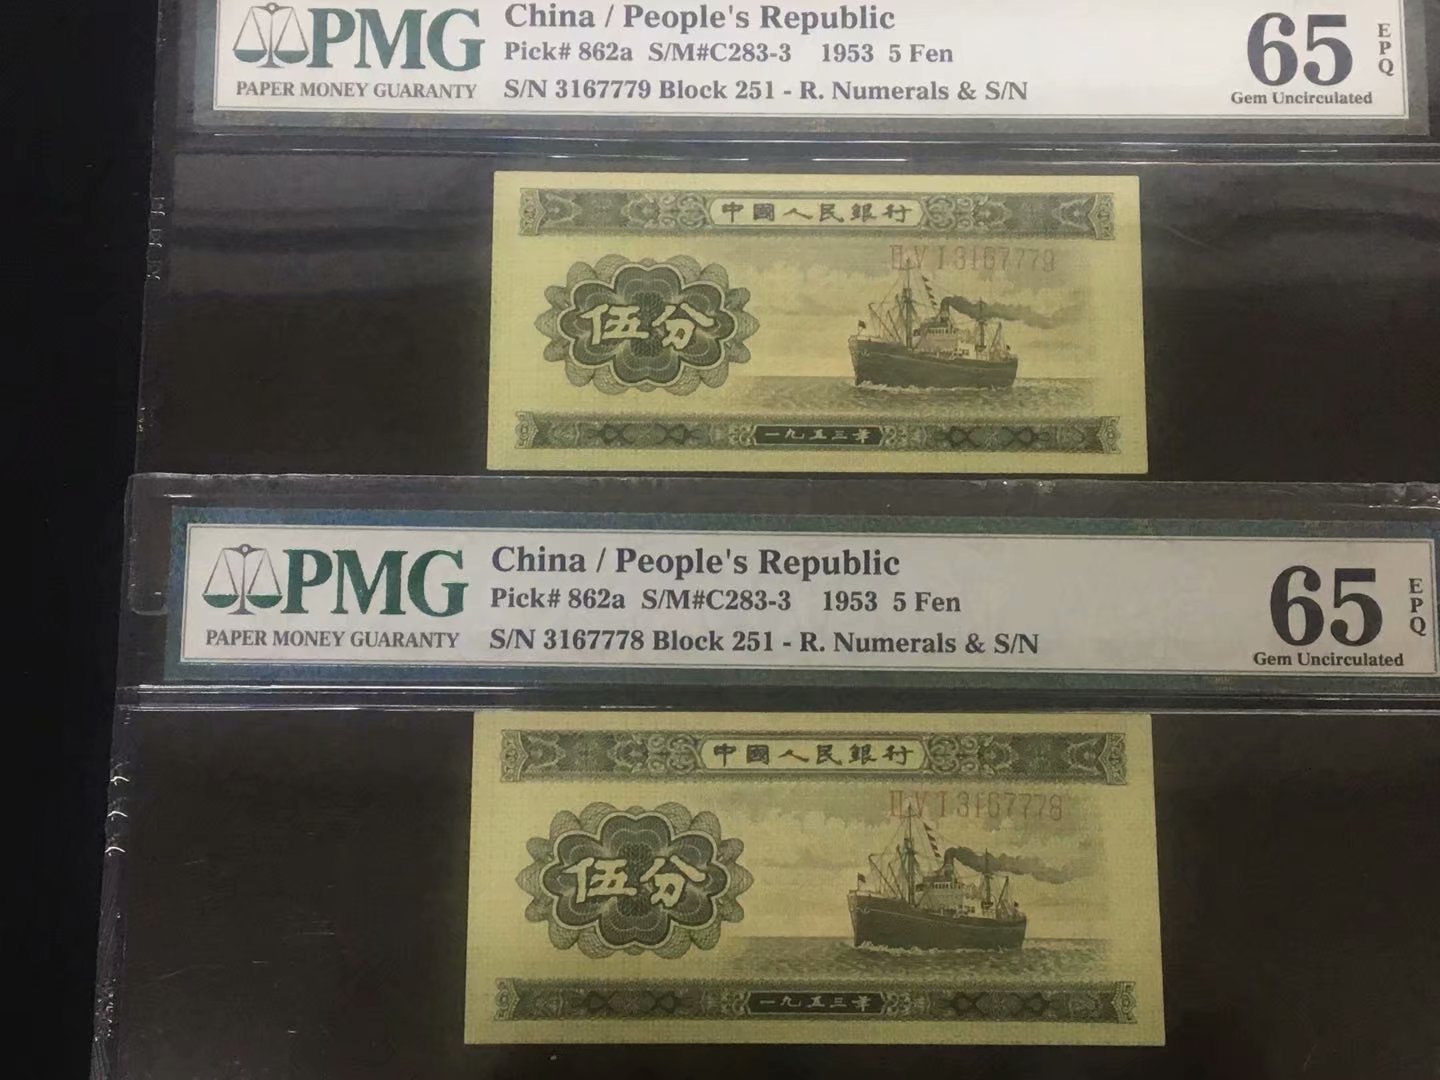 PMG
PAPER MONEY GUARANTY
China / People's Republic
Pick# 862a S/M#C283-3 1953 5 Fen
S/N 3167779 Block 251 - R. Numerals & S/N
65 EPQ
Gem Uncirculated
中國人民銀行
II V I 3167779
伍分
一九五三年
PMG
PAPER MONEY GUARANTY
China / People's Republic
Pick# 862a S/M#C283-3 1953 5 Fen
S/N 3167778 Block 251 - R. Numerals & S/N
65 EPQ
Gem Uncirculated
中國人民銀行
II V I 3167778
伍分
一九五三年